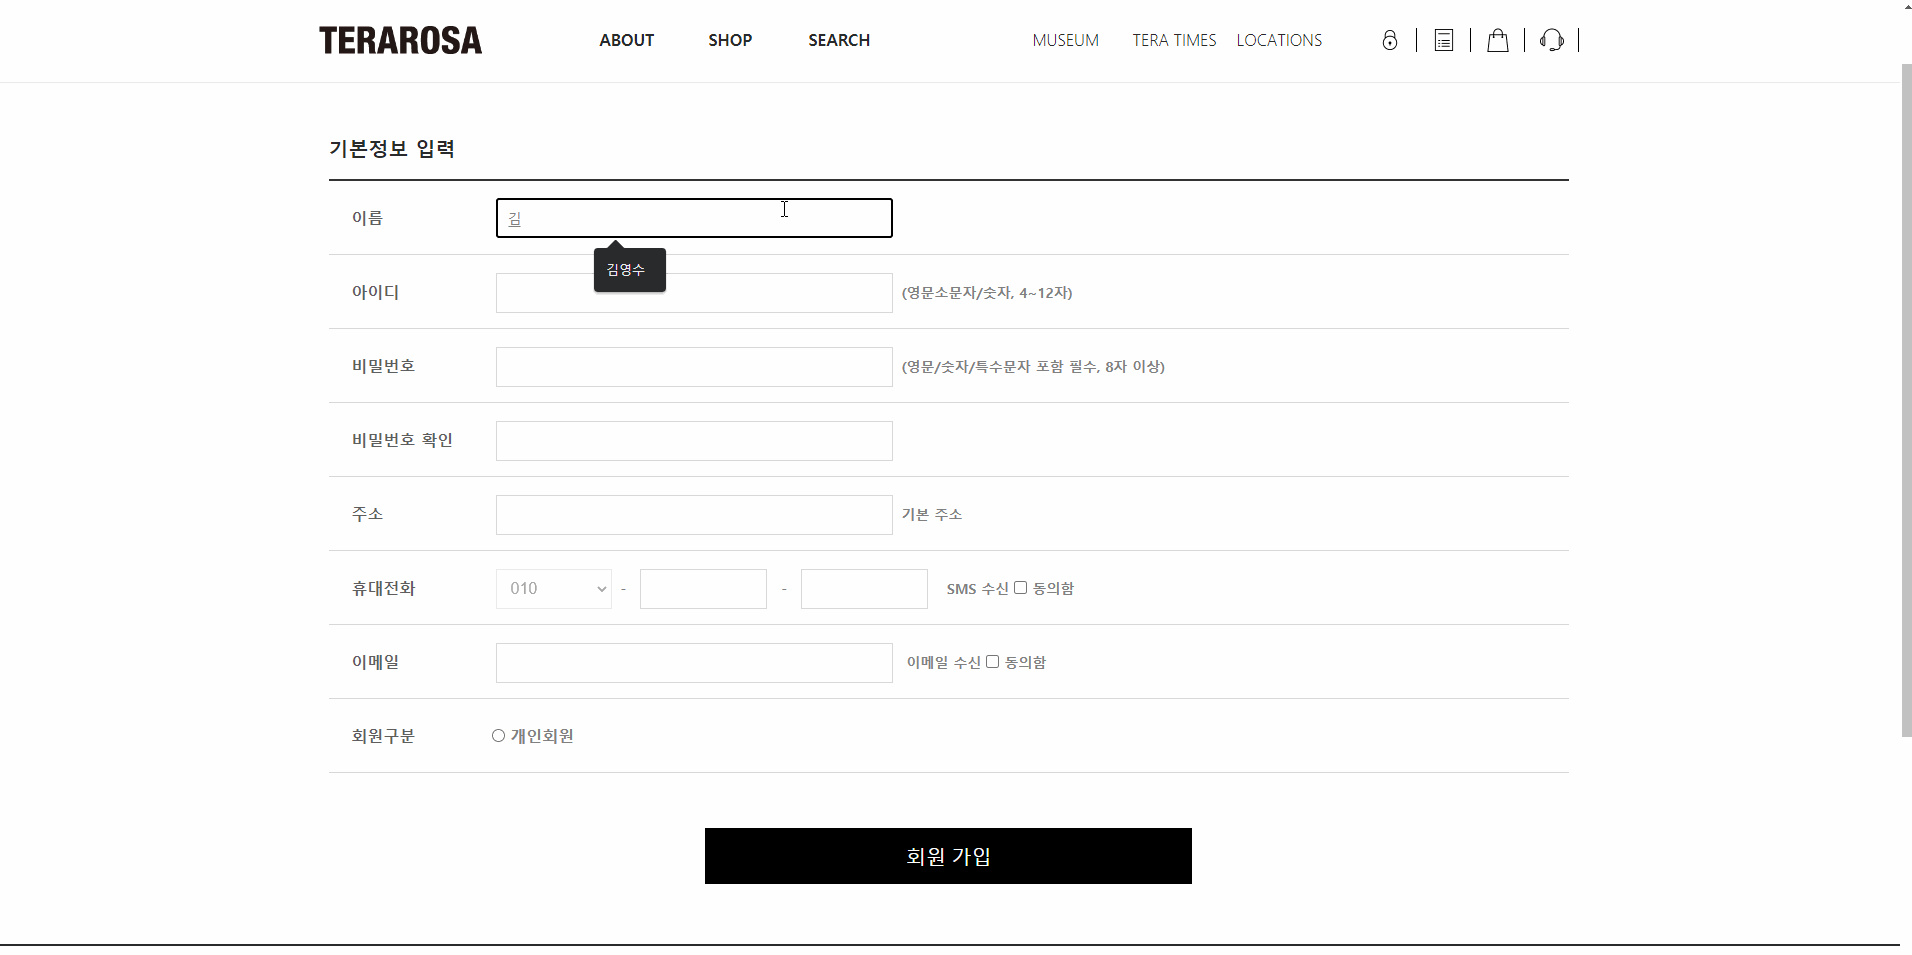 TERAROSA ABOUT SHOP SEARCH MUSEUM TERA TIMES LOCATIONS
기본정보 입력
이름 김
김영수
아이디 (영문소문자/숫자, 4~12자)
비밀번호 (영문/숫자/특수문자 포함 필수, 8자 이상)
비밀번호 확인
주소 기본 주소
휴대전화 010 - - SMS 수신 동의함
이메일 이메일 수신 동의함
회원구분 개인회원
회원 가입